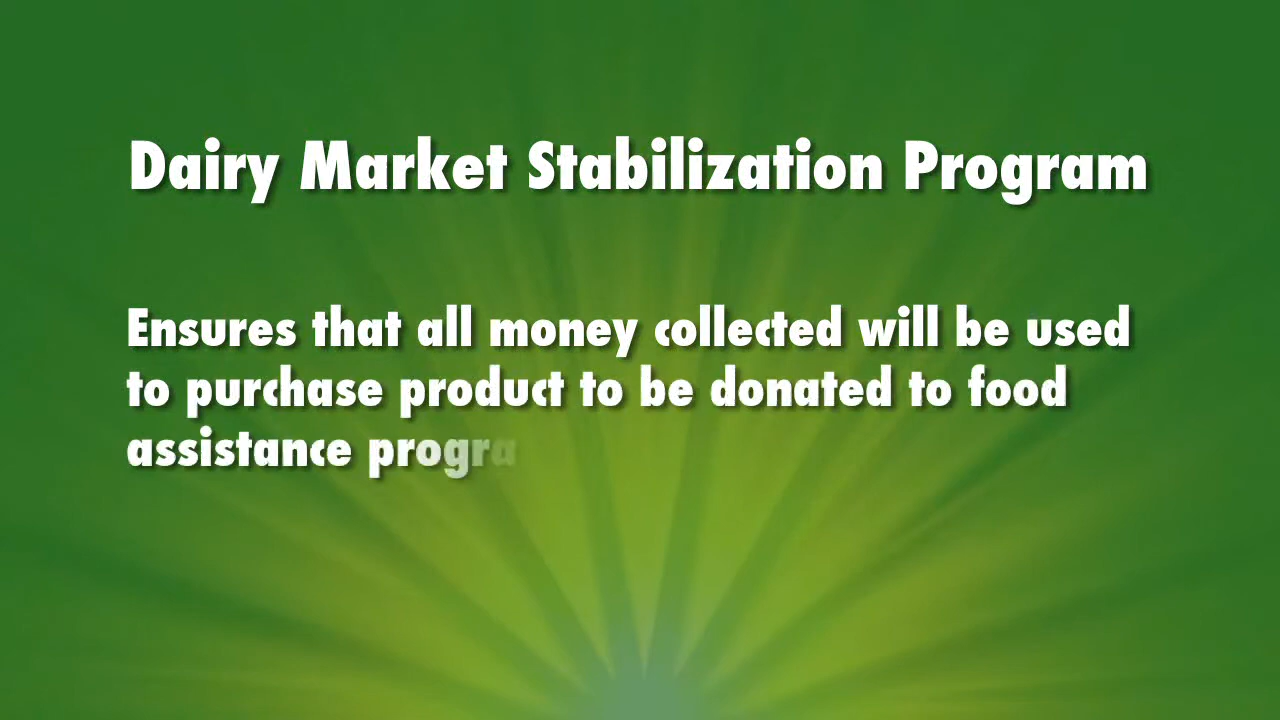 Dairy Market Stabilization Program
Ensures that all money collected will be used
to purchase product to be donated to food
assistance progra